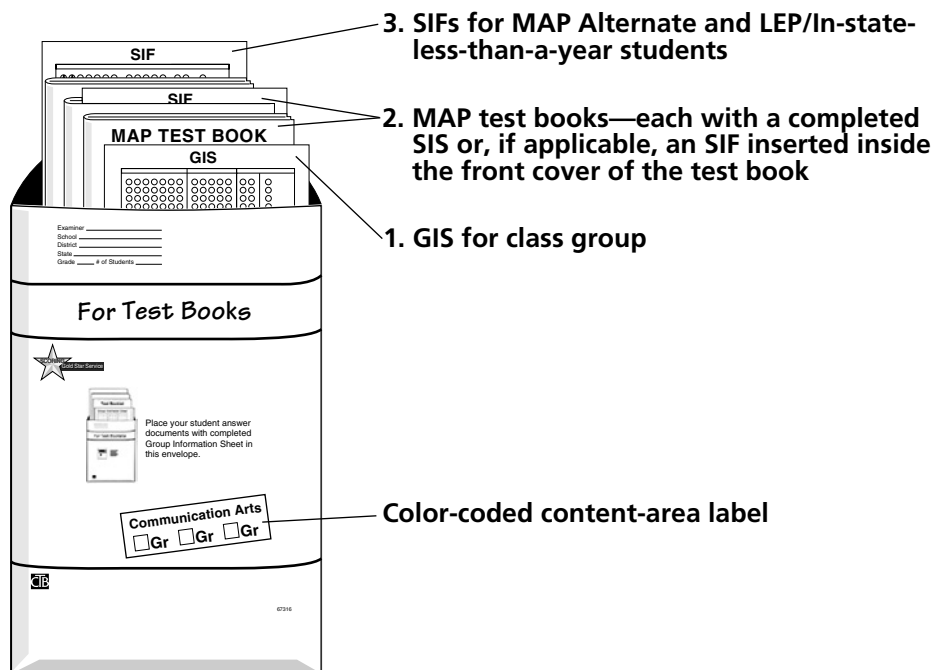 3. SIFs for MAP Alternate and LEP/In-state-
less-than-a-year students
SIF
SIF
2. MAP test books—each with a completed
SIS or, if applicable, an SIF inserted inside
the front cover of the test book
MAP TEST BOOK
GIS
1. GIS for class group
Examiner
School
District
State
Grade # of Students
For Test Books
SCORING
Gold Star Service
Place your student answer
documents with completed
Group Information Sheet in
this envelope.
Communication Arts
Gr Gr Gr
Color-coded content-area label
CTB
67316